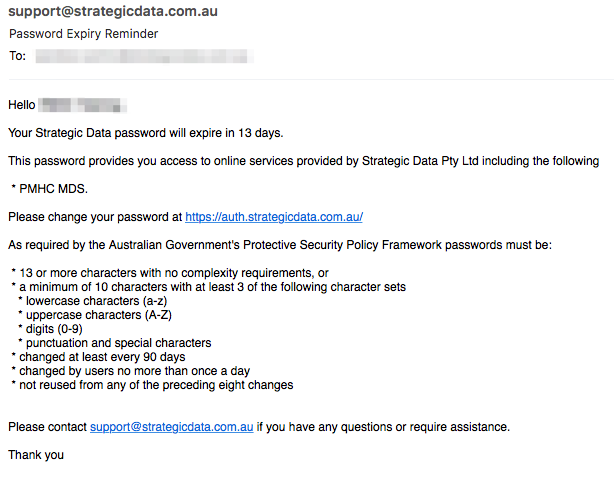 support@strategicdata.com.au
Password Expiry Reminder
To:
Hello
Your Strategic Data password will expire in 13 days.
This password provides you access to online services provided by Strategic Data Pty Ltd including the following
* PMHC MDS.
Please change your password at https://auth.strategicdata.com.au/
As required by the Australian Government's Protective Security Policy Framework passwords must be:
* 13 or more characters with no complexity requirements, or
* a minimum of 10 characters with at least 3 of the following character sets
* lowercase characters (a-z)
* uppercase characters (A-Z)
* digits (0-9)
* punctuation and special characters
* changed at least every 90 days
* changed by users no more than once a day
* not reused from any of the preceding eight changes
Please contact support@strategicdata.com.au if you have any questions or require assistance.
Thank you